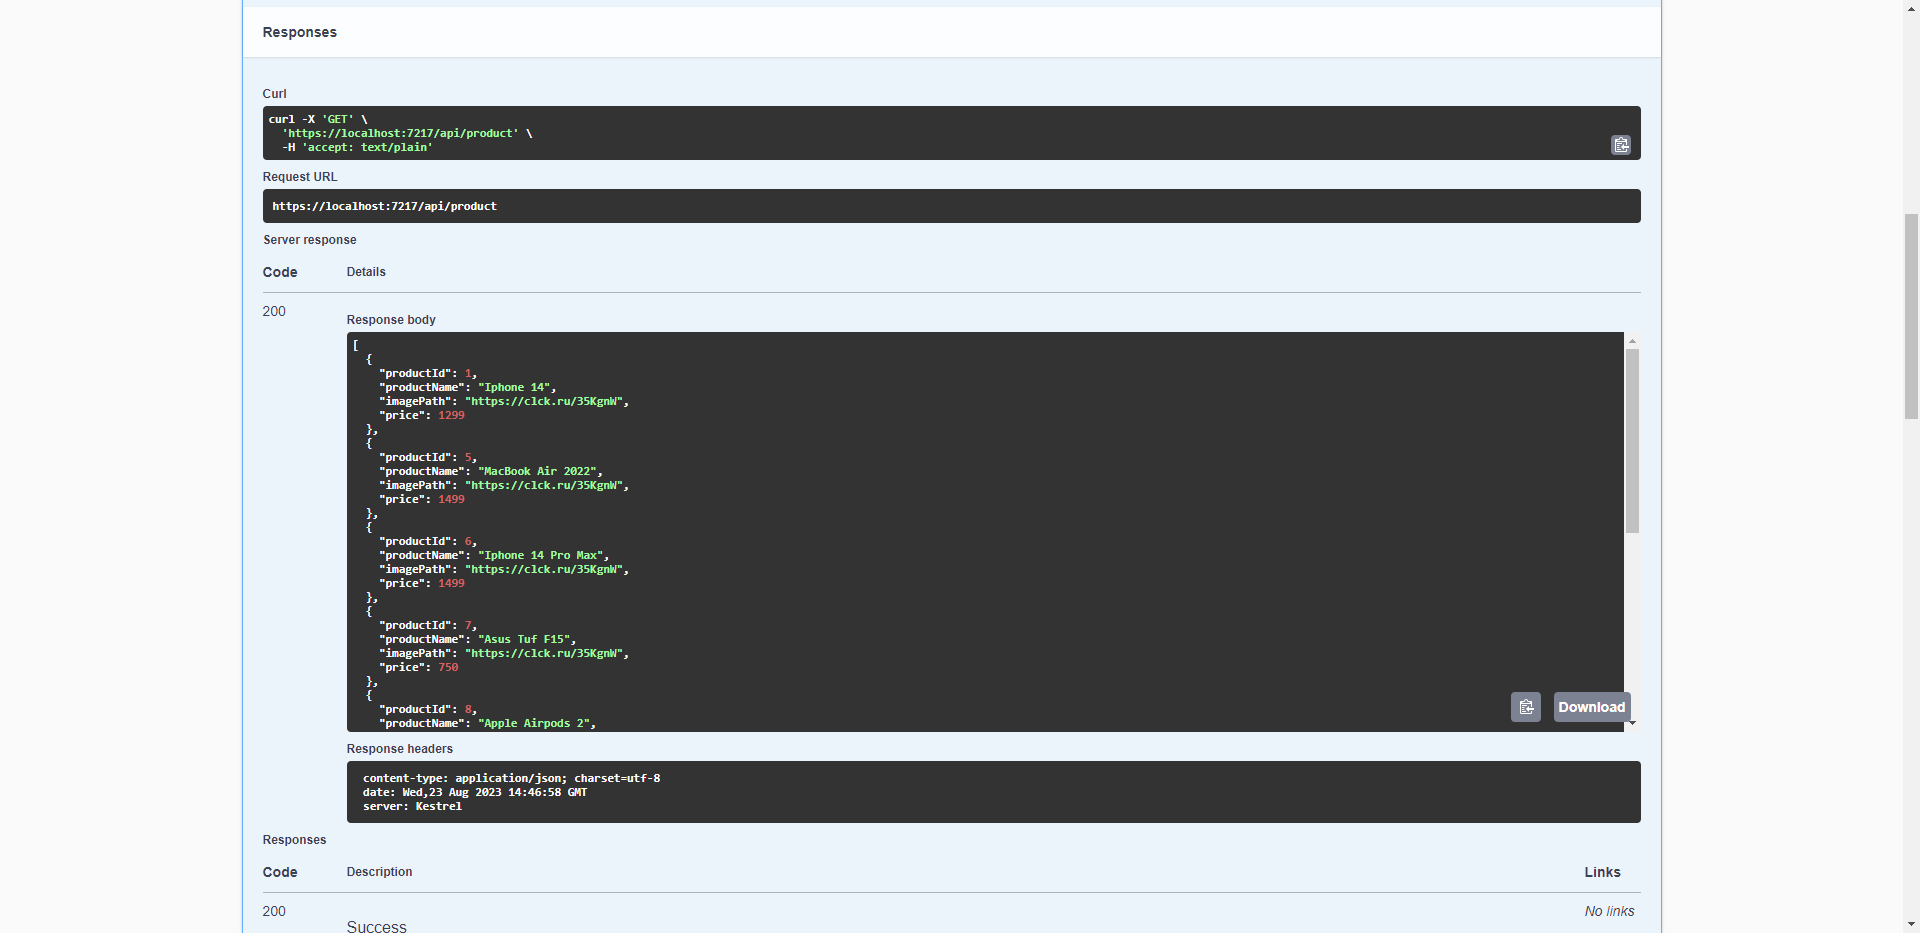 Responses
Curl
curl -X 'GET' \
'https://localhost:7217/api/product' \
-H 'accept: text/plain'
Request URL
https://localhost:7217/api/product
Server response
Code Details
200
Response body
[
{
"productId": 1,
"productName": "Iphone 14",
"imagePath": "https://clck.ru/35KgnW",
"price": 1299
},
{
"productId": 5,
"productName": "MacBook Air 2022",
"imagePath": "https://clck.ru/35KgnW",
"price": 1499
},
{
"productId": 6,
"productName": "Iphone 14 Pro Max",
"imagePath": "https://clck.ru/35KgnW",
"price": 1499
},
{
"productId": 7,
"productName": "Asus Tuf F15",
"imagePath": "https://clck.ru/35KgnW",
"price": 750
},
{
"productId": 8,
"productName": "Apple Airpods 2",
Download
Response headers
content-type: application/json; charset=utf-8
date: Wed,23 Aug 2023 14:46:58 GMT
server: Kestrel
Responses
Code Description Links
200 No links
Success